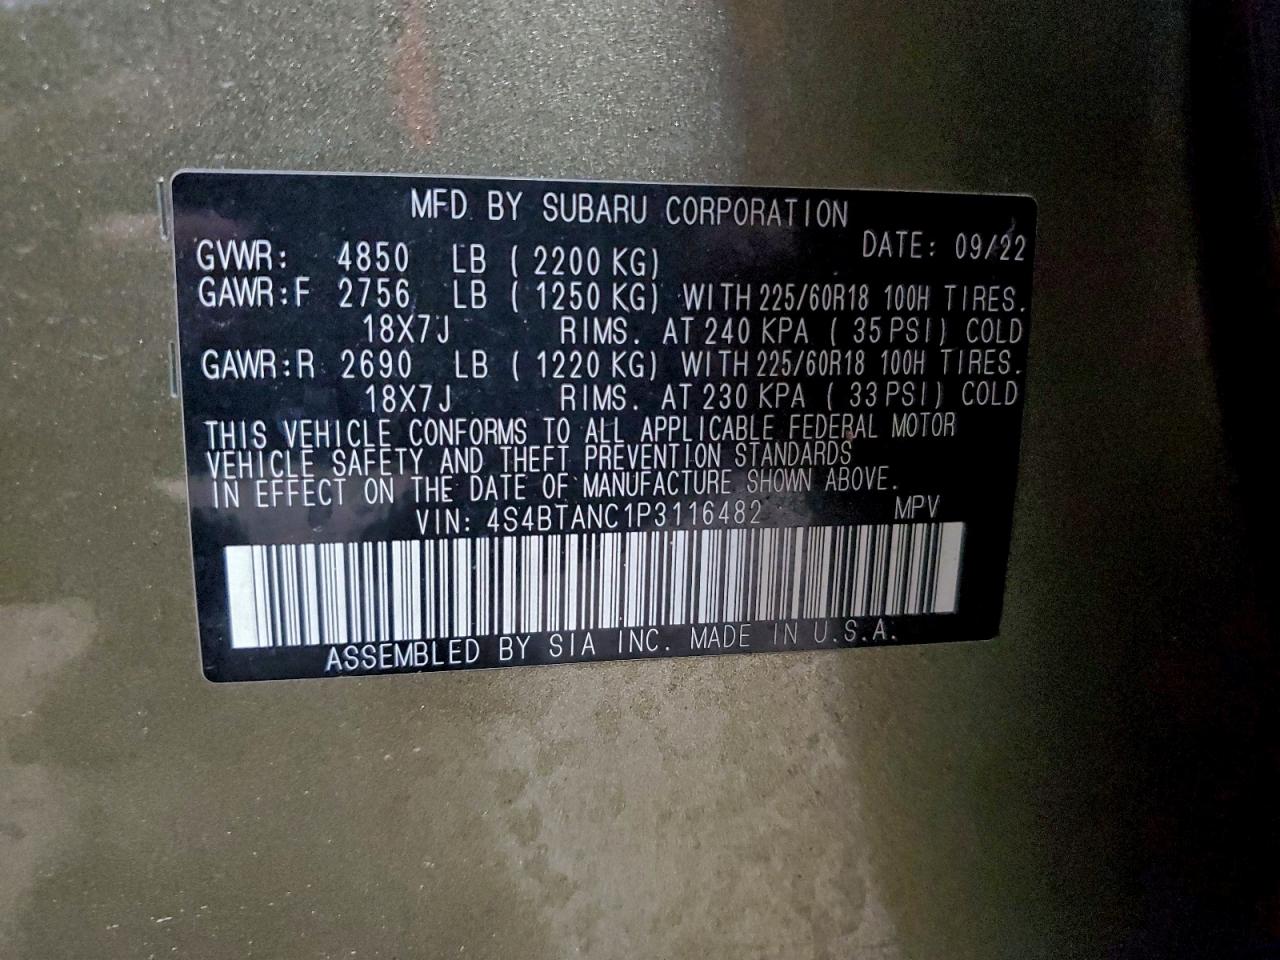 MFD. BY SUBARU CORPORATION
DATE: 09/22
GVWR: 4850 LB ( 2200 KG)
GAWR:F 2756 LB ( 1250 KG) WITH 225/60R18 100H TIRES.
18X7J RIMS. AT 240 KPA ( 35 PSI) COLD
GAWR:R 2690 LB ( 1220 KG) WITH 225/60R18 100H TIRES.
18X7J RIMS. AT 230 KPA ( 33 PSI) COLD
THIS VEHICLE CONFORMS TO ALL APPLICABLE FEDERAL MOTOR
VEHICLE SAFETY AND THEFT PREVENTION STANDARDS
IN EFFECT ON THE DATE OF MANUFACTURE SHOWN ABOVE.
VIN: 4S4BTANC1P3116482 MPV
ASSEMBLED BY SIA INC. MADE IN U.S.A.